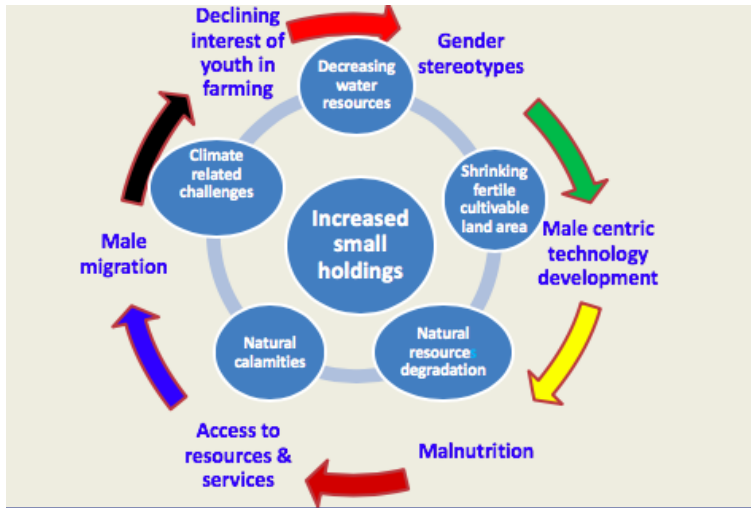 Declining
interest of
youth in
farming
Gender
stereotypes
Decreasing
water
resources
Climate
related
challenges
Shrinking
fertile
cultivable
land area
Increased
small
holdings
Male centric
technology
development
Male
migration
Natural
calamities
Natural
resources
degradation
Access to
resources &
services
Malnutrition